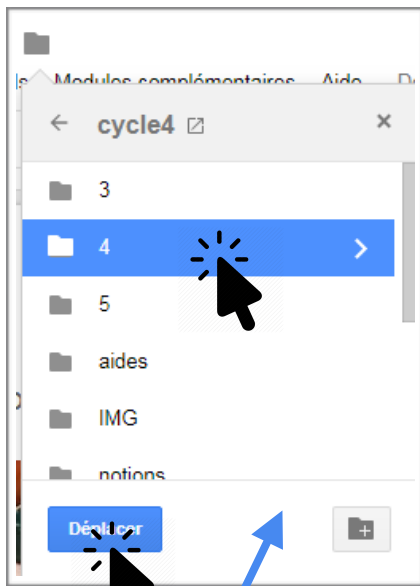 Modules complémentaires Aide
cycle4
3
4
5
aides
IMG
notions
Déplacer